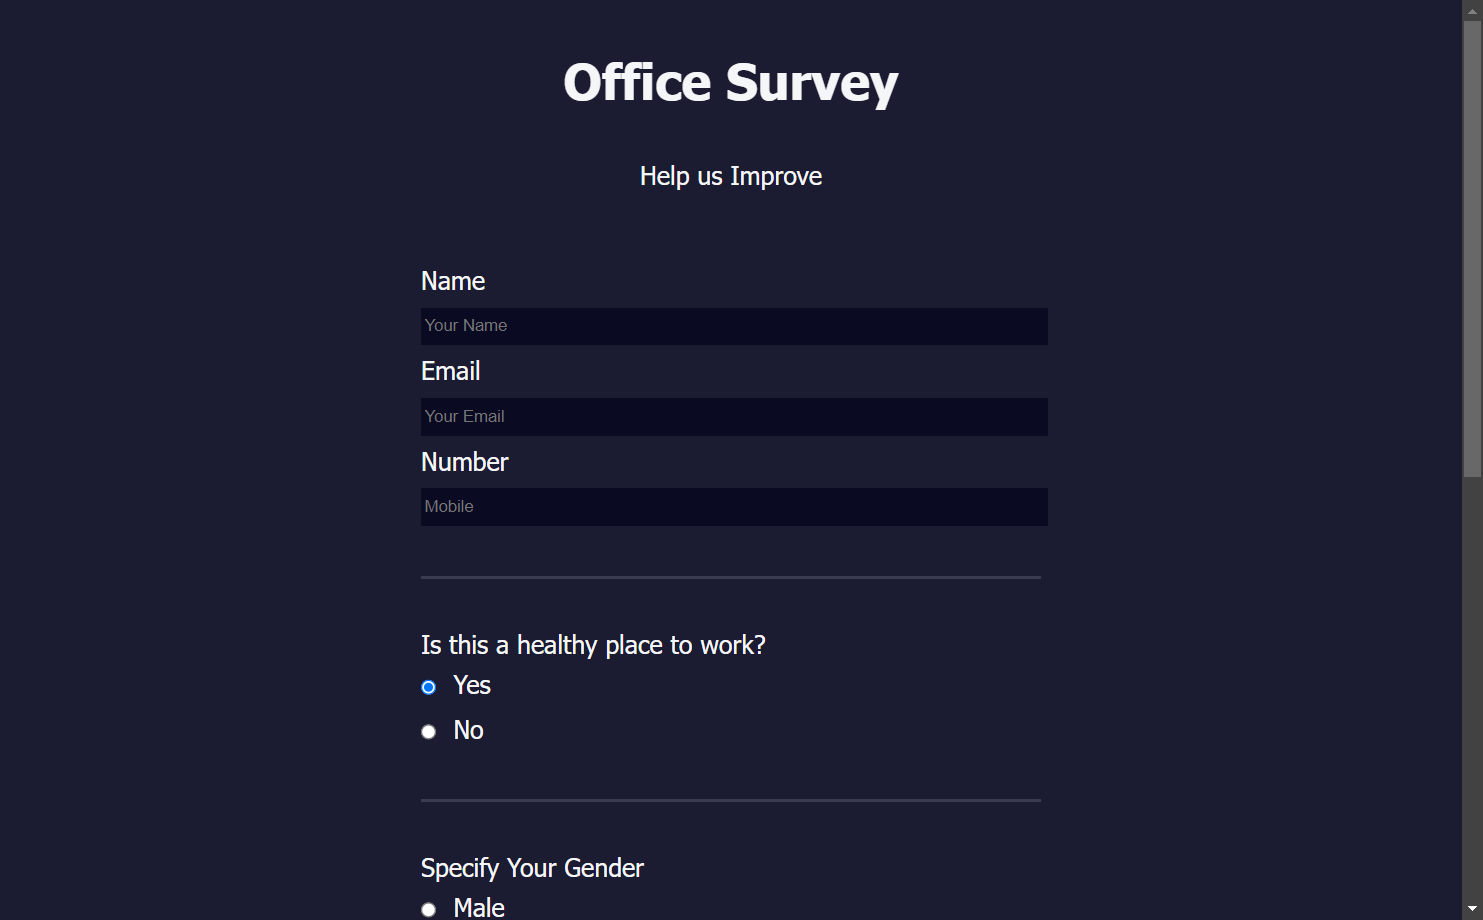 Office Survey
Help us Improve
Name
Your Name
Email
Your Email
Number
Mobile
Is this a healthy place to work?
Yes
No
Specify Your Gender
Male